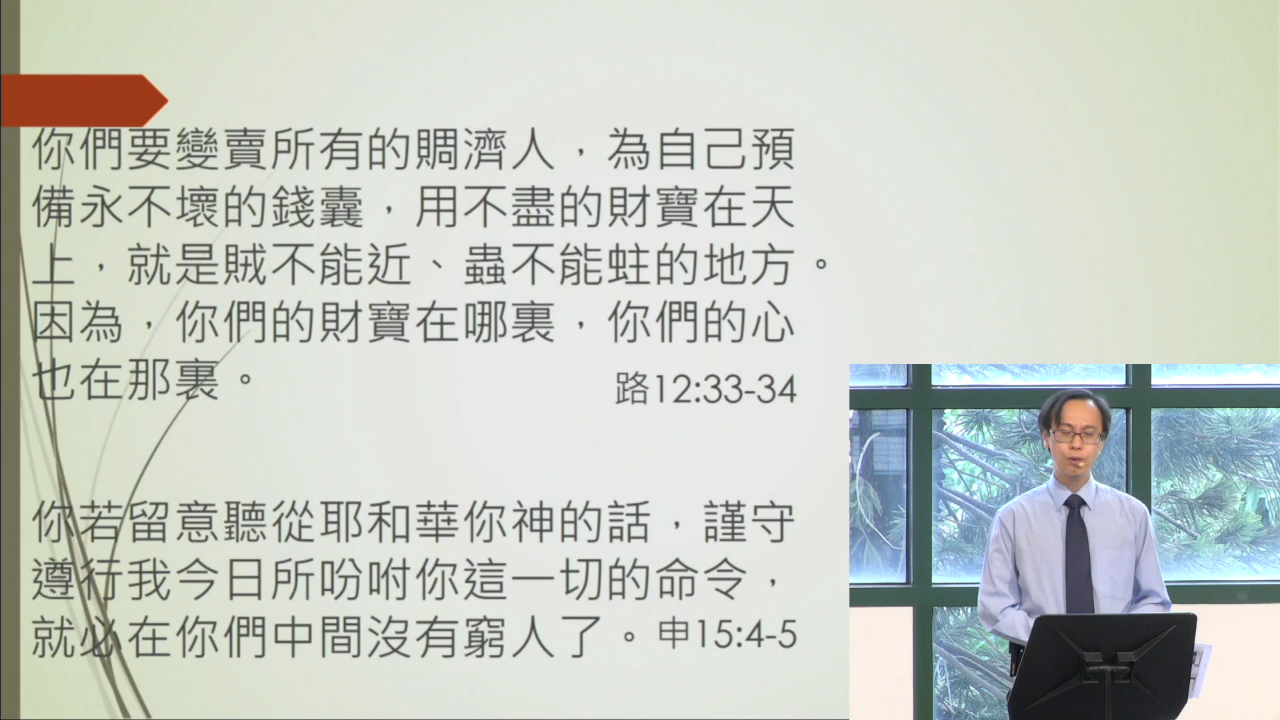 你們要變賣所有的賙濟人，為自己預
備永不壞的錢囊，用不盡的財寶在天
上，就是賊不能近、蟲不能蛀的地方。
因為，你們的財寶在哪裏，你們的心
也在那裏。
路12:33-34
你若留意聽從耶和華你神的話，謹守
遵行我今日所吩咐你這一切的命令，
就必在你們中間沒有窮人了。申15:4-5